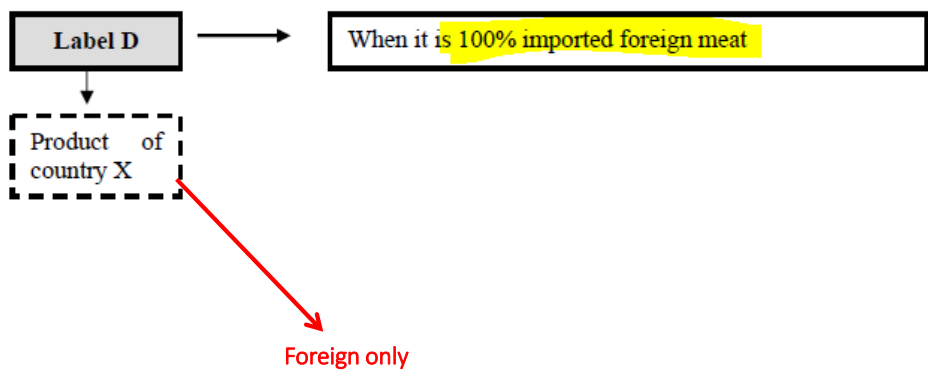 Label D
When it is 100% imported foreign meat
Product of
country X
Foreign only